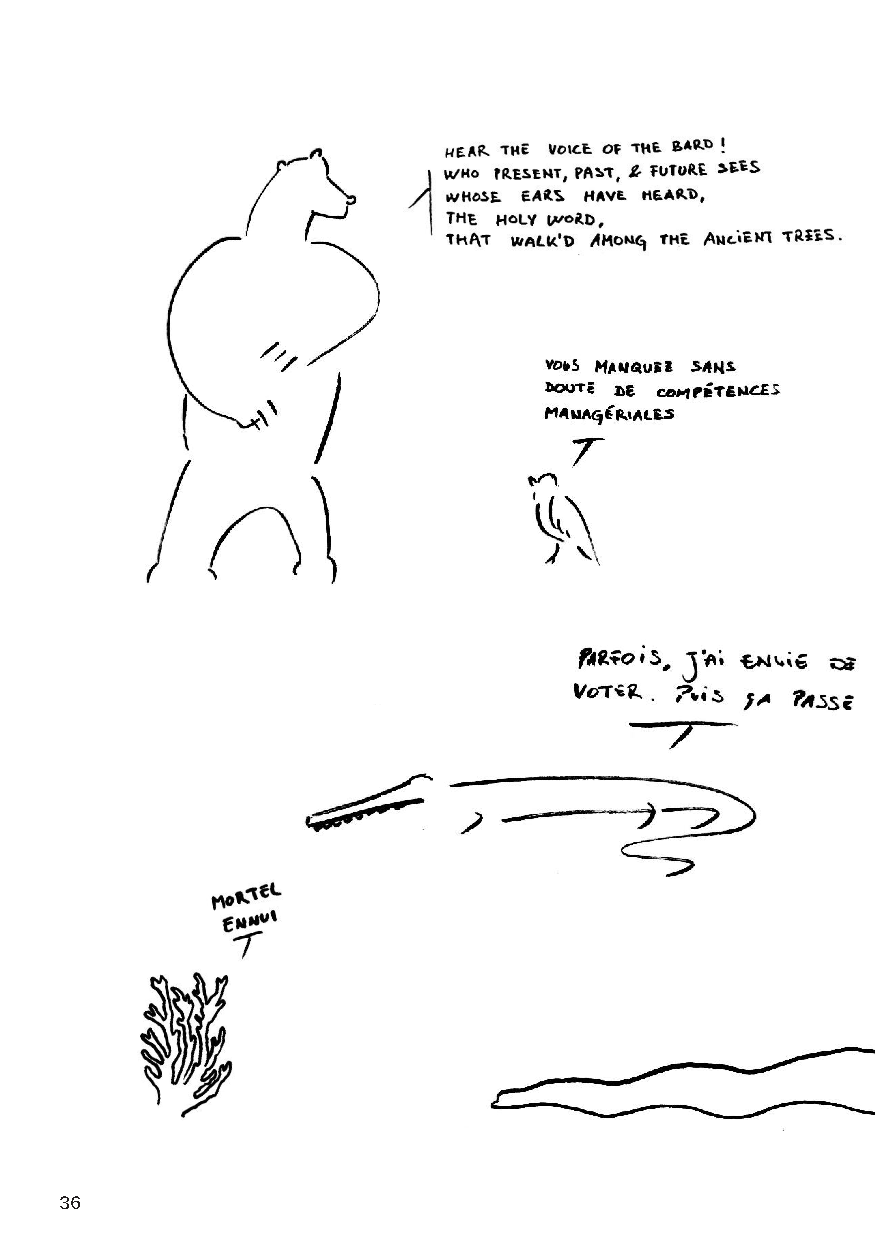 HEAR THE VOICE OF THE BARD !
WHO PRESENT, PAST, & FUTURE SEES
WHOSE EARS HAVE HEARD,
THE HOLY WORD,
THAT WALK'D AMONG THE ANCIENT TREES.
VOUS MANQUEZ SANS
DOUTE DE COMPÉTENCES
MANAGÉRIALES
PARFOIS, J'AI ENVIE DE
VOTER. PUIS ÇA PASSE
MORTEL
ENNUI
36